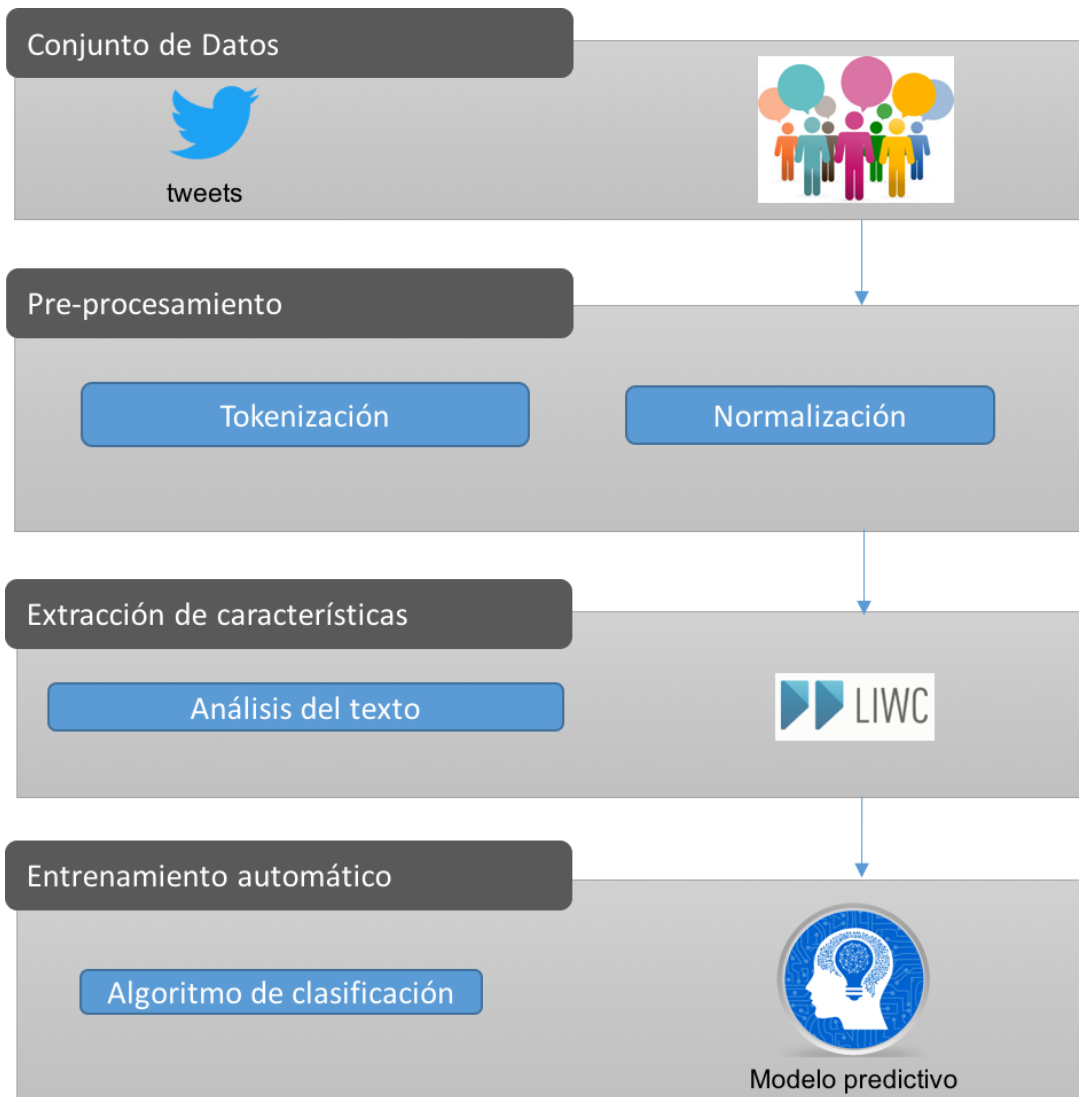 Conjunto de Datos
tweets
Pre-procesamiento
Tokenización
Normalización
Extracción de característísticas
Análisis del texto
LIWC
Entrenamiento automático
Algoritmo de clasificación
Modelo predictivo